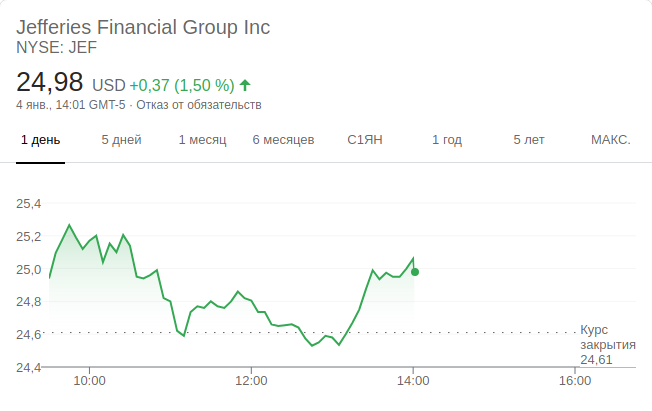 Jefferies Financial Group Inc
NYSE: JEF
24,98 USD +0,37 (1,50 %)
4 янв., 14:01 GMT-5 · Отказ от обязательств
1 день 5 дней 1 месяц 6 месяцев С1ЯН 1 год 5 лет МАКС.
25,4
25,2
25,0
24,8
24,6
24,4
Курс
закрытия
24,61
10:00 12:00 14:00 16:00